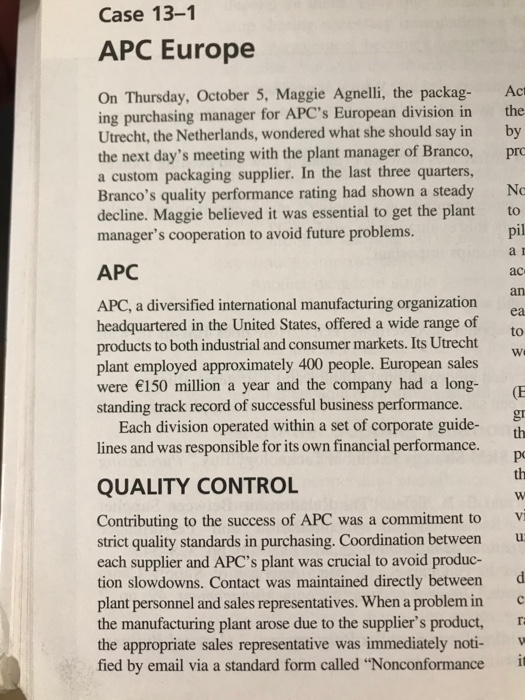 Case 13–1
APC Europe
On Thursday, October 5, Maggie Agnelli, the packag-
ing purchasing manager for APC's European division in
Utrecht, the Netherlands, wondered what she should say in
the next day's meeting with the plant manager of Branco,
a custom packaging supplier. In the last three quarters,
Branco's quality performance rating had shown a steady
decline. Maggie believed it was essential to get the plant
manager's cooperation to avoid future problems.
APC
APC, a diversified international manufacturing organization
headquartered in the United States, offered a wide range of
products to both industrial and consumer markets. Its Utrecht
plant employed approximately 400 people. European sales
were €150 million a year and the company had a long-
standing track record of successful business performance.
Each division operated within a set of corporate guide-
lines and was responsible for its own financial performance.
QUALITY CONTROL
Contributing to the success of APC was a commitment to
strict quality standards in purchasing. Coordination between
each supplier and APC's plant was crucial to avoid produc-
tion slowdowns. Contact was maintained directly between
plant personnel and sales representatives. When a problem in
the manufacturing plant arose due to the supplier's product,
the appropriate sales representative was immediately noti-
fied by email via a standard form called “Nonconformance
the
by
to
an
to